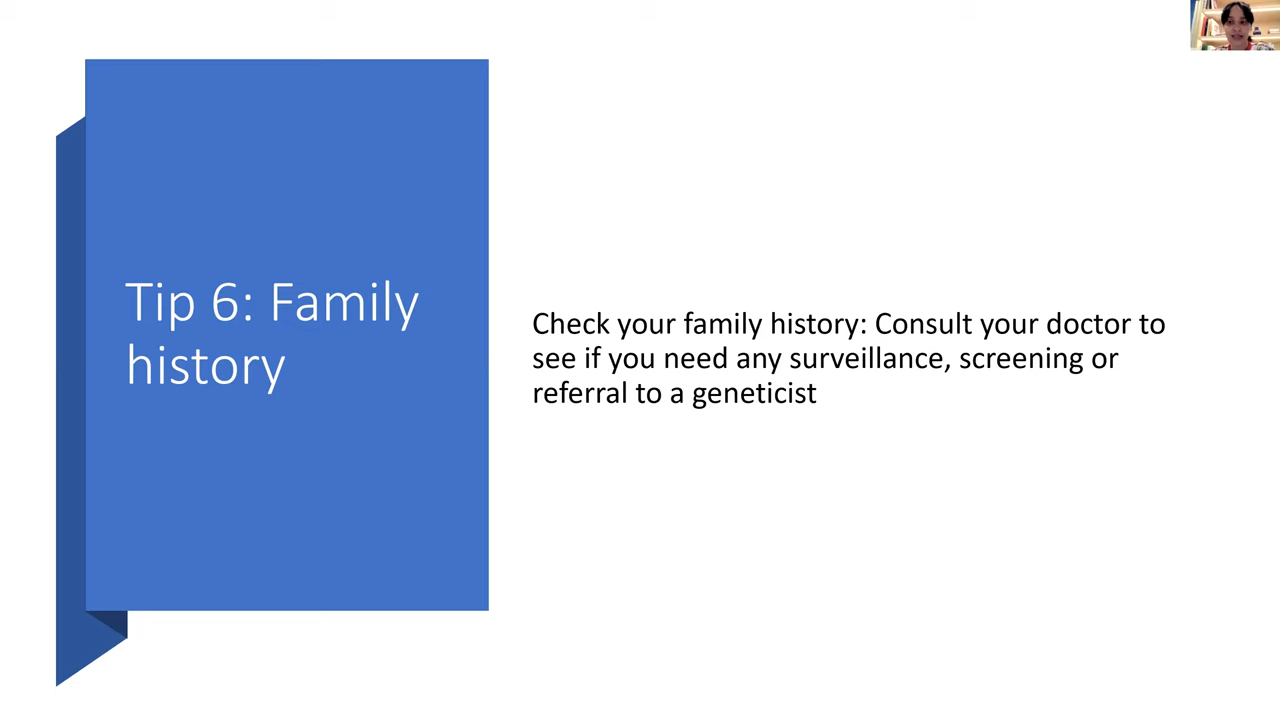 Tip 6: Family
history
Check your family history: Consult your doctor to
see if you need any surveillance, screening or
referral to a geneticist